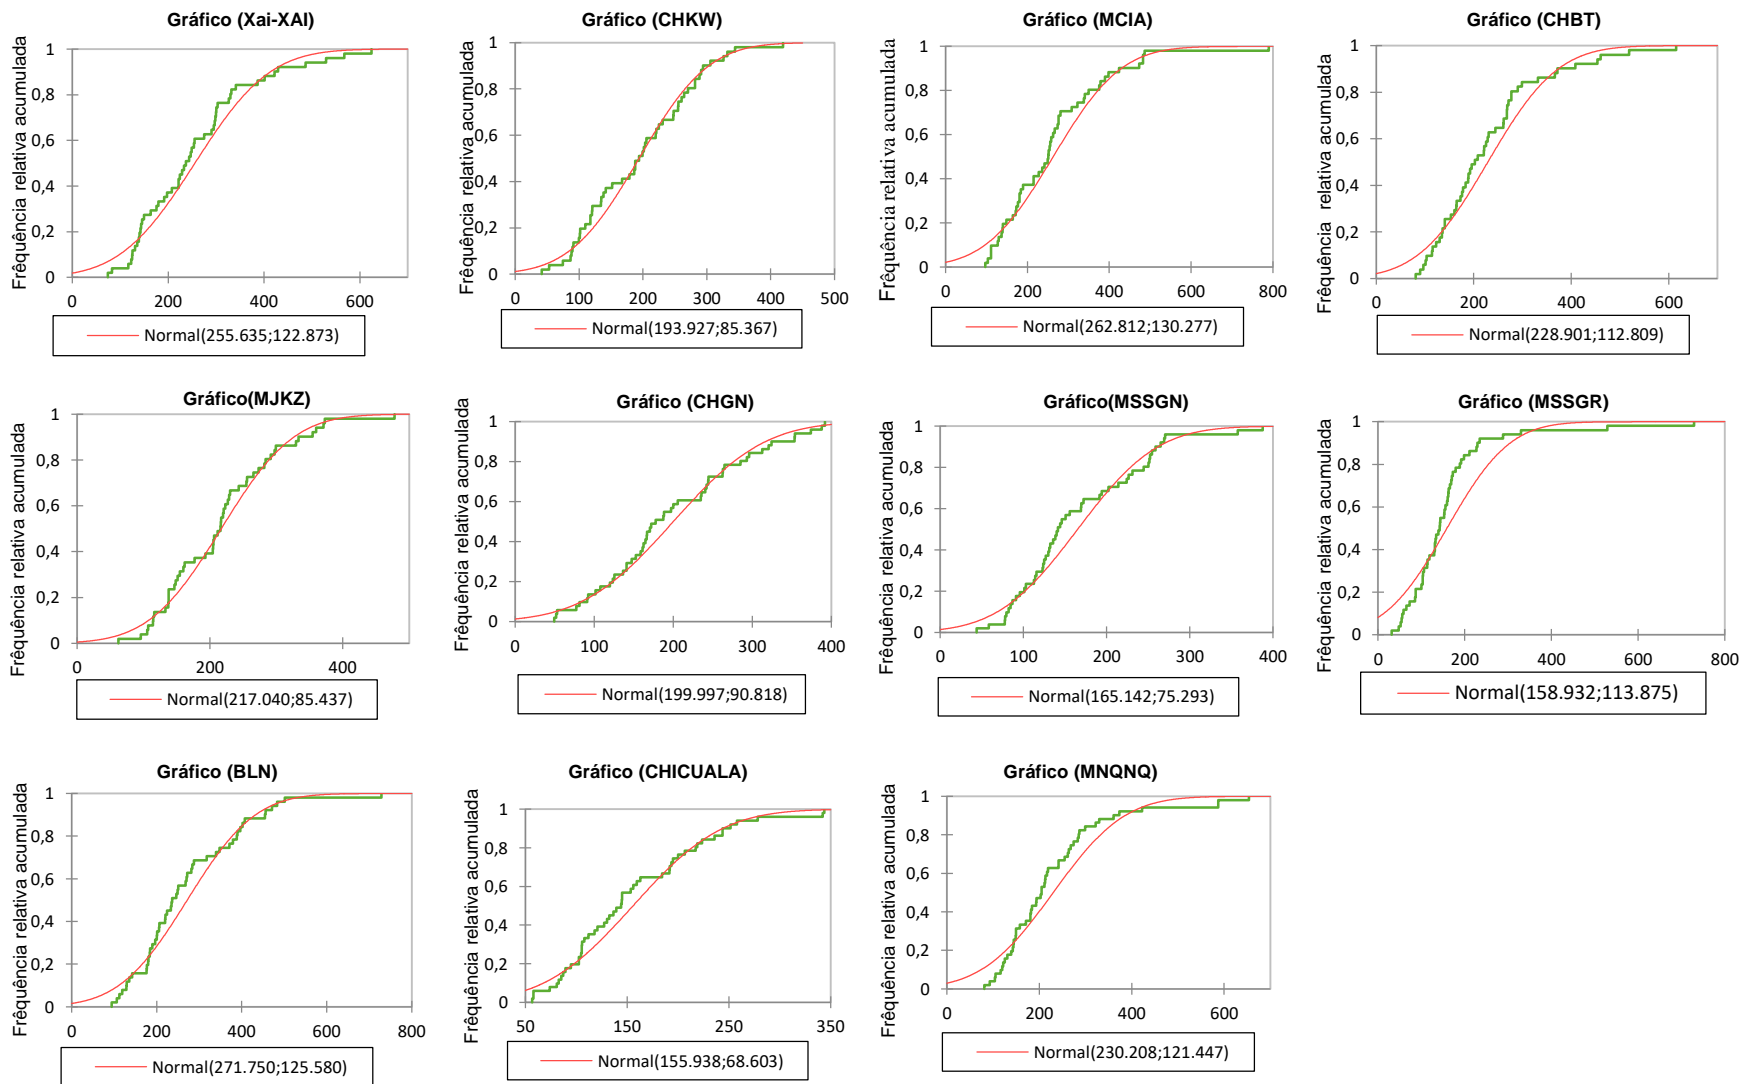 Gráfico (Xai-XAI)
Frêquência relativa acumulada
1
0,8
0,6
0,4
0,2
0
0 200 400 600
Normal(255.635;122.873)
Gráfico (CHKW)
Frêquência relativa acumulada
1
0,8
0,6
0,4
0,2
0
0 100 200 300 400 500
Normal(193.927;85.367)
Gráfico (MCIA)
Frêquência relativa acumulada
1
0,8
0,6
0,4
0,2
0
0 200 400 600 800
Normal(262.812;130.277)
Gráfico (CHBT)
Frêquência relativa acumulada
1
0,8
0,6
0,4
0,2
0
0 200 400 600
Normal(228.901;112.809)
Gráfico(MJKZ)
Frêquência relativa acumulada
1
0,8
0,6
0,4
0,2
0
0 200 400
Normal(217.040;85.437)
Gráfico (CHGN)
Frêquência relativa acumulada
1
0,8
0,6
0,4
0,2
0
0 100 200 300 400
Normal(199.997;90.818)
Gráfico(MSSGN)
Frêquência relativa acumulada
1
0,8
0,6
0,4
0,2
0
0 100 200 300 400
Normal(165.142;75.293)
Gráfico (MSSGR)
Frêquência relativa acumulada
1
0,8
0,6
0,4
0,2
0
0 200 400 600 800
Normal(158.932;113.875)
Gráfico (BLN)
Frêquência relativa acumulada
1
0,8
0,6
0,4
0,2
0
0 200 400 600 800
Normal(271.750;125.580)
Gráfico (CHICUALA)
Frêquência relativa acumulada
1
0,8
0,6
0,4
0,2
0
50 150 250 350
Normal(155.938;68.603)
Gráfico (MNQNQ)
Frêquência relativa acumulada
1
0,8
0,6
0,4
0,2
0
0 200 400 600
Normal(230.208;121.447)